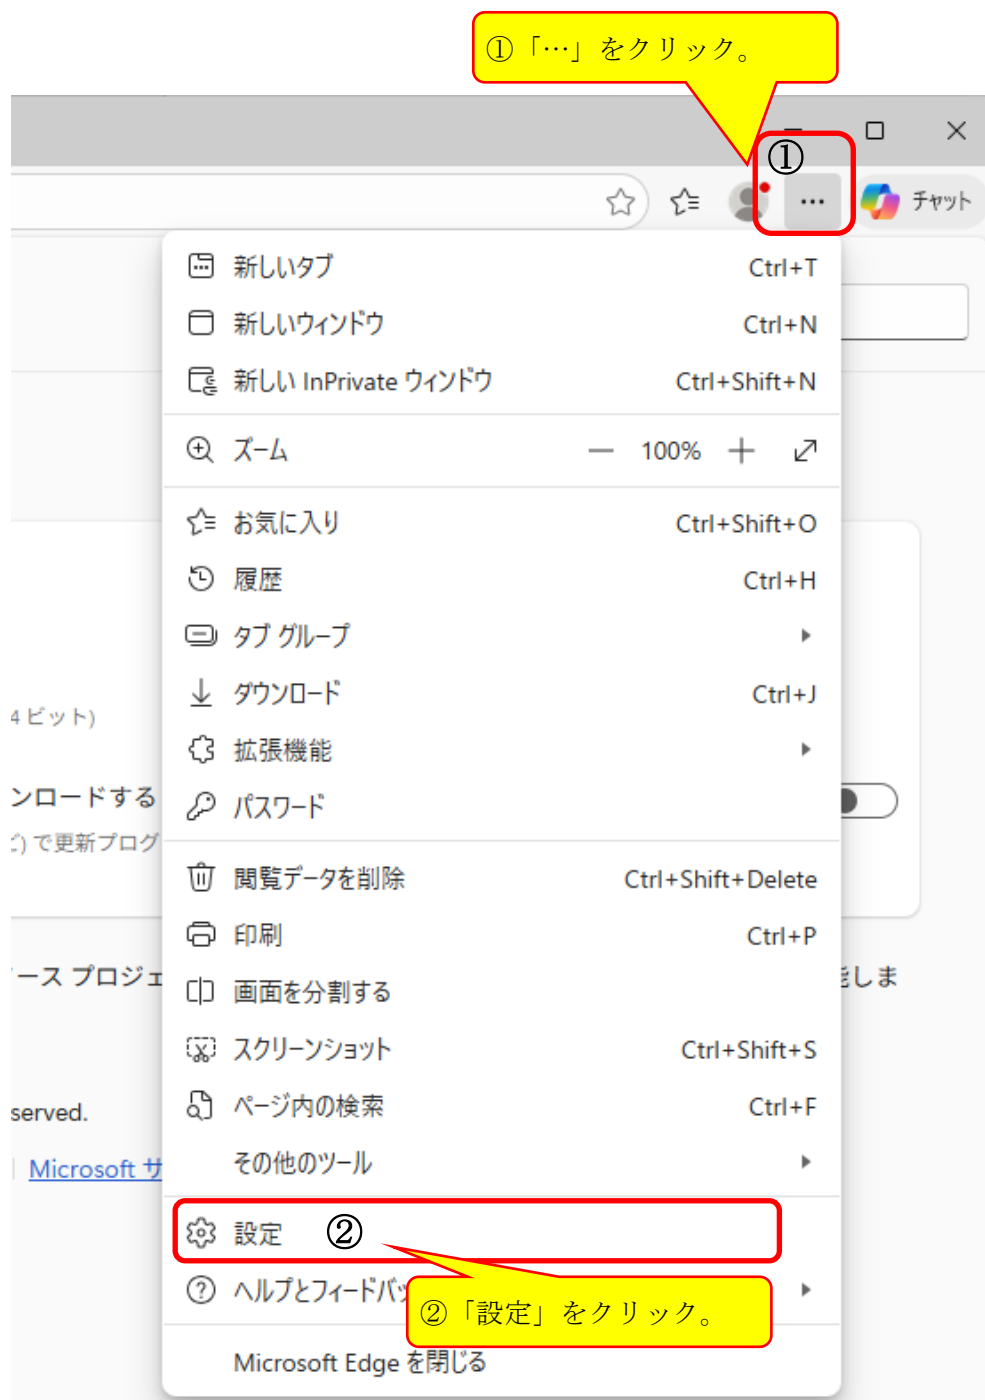 ①「…」をクリック。
①
チャット
新しいタブ Ctrl+T
新しいウィンドウ Ctrl+N
新しい InPrivate ウィンドウ Ctrl+Shift+N
ズーム 100%
お気に入り Ctrl+Shift+O
履歴 Ctrl+H
タブ グループ
ダウンロード Ctrl+J
4 ビット)
拡張機能
ンロードする
パスワード
で更新プログ
閲覧データを削除 Ctrl+Shift+Delete
印刷 Ctrl+P
ース プロジェ
能しま
画面を分割する
スクリーンショット Ctrl+Shift+S
ページ内の検索 Ctrl+F
served.
その他のツール
Microsoft サ
設定 ②
ヘルプとフィードバッ
②「設定」をクリック。
Microsoft Edge を閉じる